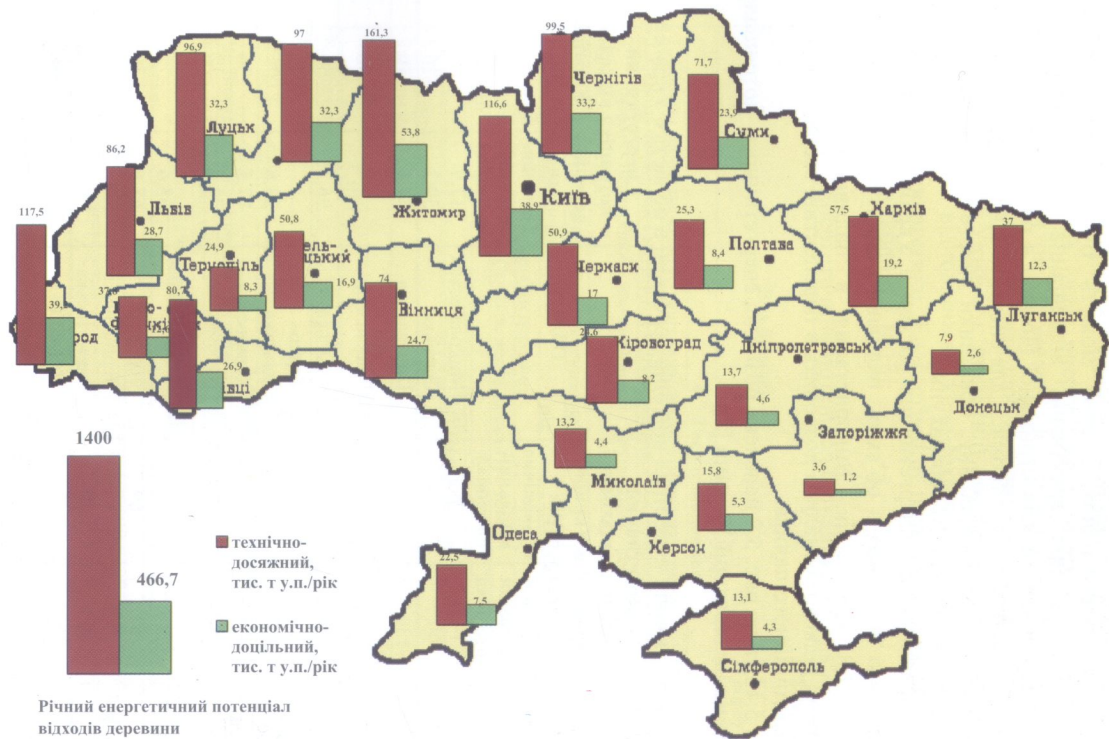 99,5
161,3
97
96,9
71,7
Чернігів
116,6
32,3
32,3
33,2
23,9
Луцьк
53,8
Суми
86,2
Київ
Житомир
38,9
Львів
50,8
28,7
24,9
Тернопіль
8,3
16,9
117,5
39,
74
Вінниця
24,7
80,7
26,9
50,9
Черкаси
17
25,3
Полтава
8,4
57,5
Харків
19,2
37
12,3
Луганськ
24,6
Кіровоград
8,2
Дніпропетровськ
13,7
4,6
7,9
2,6
Донецьк
Запоріжжя
3,6
1,2
13,2
4,4
Миколаїв
15,8
5,3
Херсон
Одеса
22,5
7,5
13,1
4,3
Сімферополь
1400
466,7
технічно-
досяжний,
тис. т у.п./рік
економічно-
доцільний,
тис. т у.п./рік
Річний енергетичний потенціал
відходів деревини